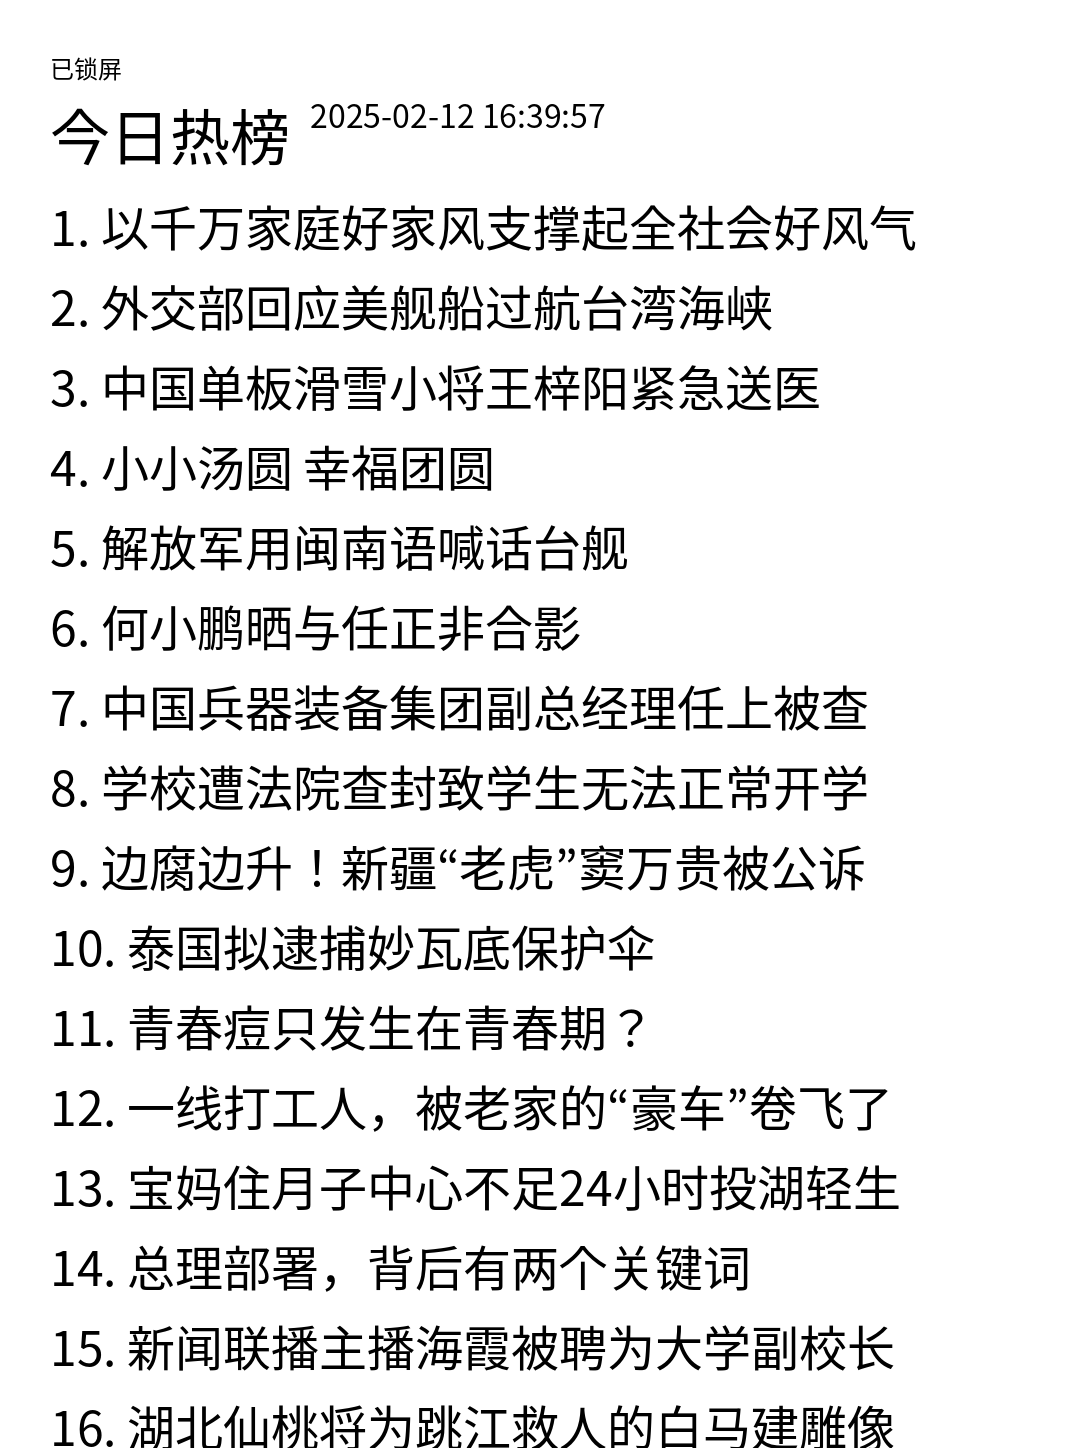 已锁屏
今日热榜 2025-02-12 16:39:57
1. 以千万家庭好家风支撑起全社会好风气
2. 外交部回应美舰船过航台湾海峡
3. 中国单板滑雪小将王梓阳紧急送医
4. 小小汤圆 幸福团圆
5. 解放军用闽南语喊话台舰
6. 何小鹏晒与任正非合影
7. 中国兵器装备集团副总经理任上被查
8. 学校遭法院查封致学生无法正常开学
9. 边腐边升！新疆“老虎”窦万贵被公诉
10. 泰国拟逮捕妙瓦底保护伞
11. 青春痘只发生在青春期？
12. 一线打工人，被老家的“豪车”卷飞了
13. 宝妈住月子中心不足24小时投湖轻生
14. 总理部署，背后有两个关键词
15. 新闻联播主播海霞被聘为大学副校长
16. 湖北仙桃将为跳江救人的白马建雕像